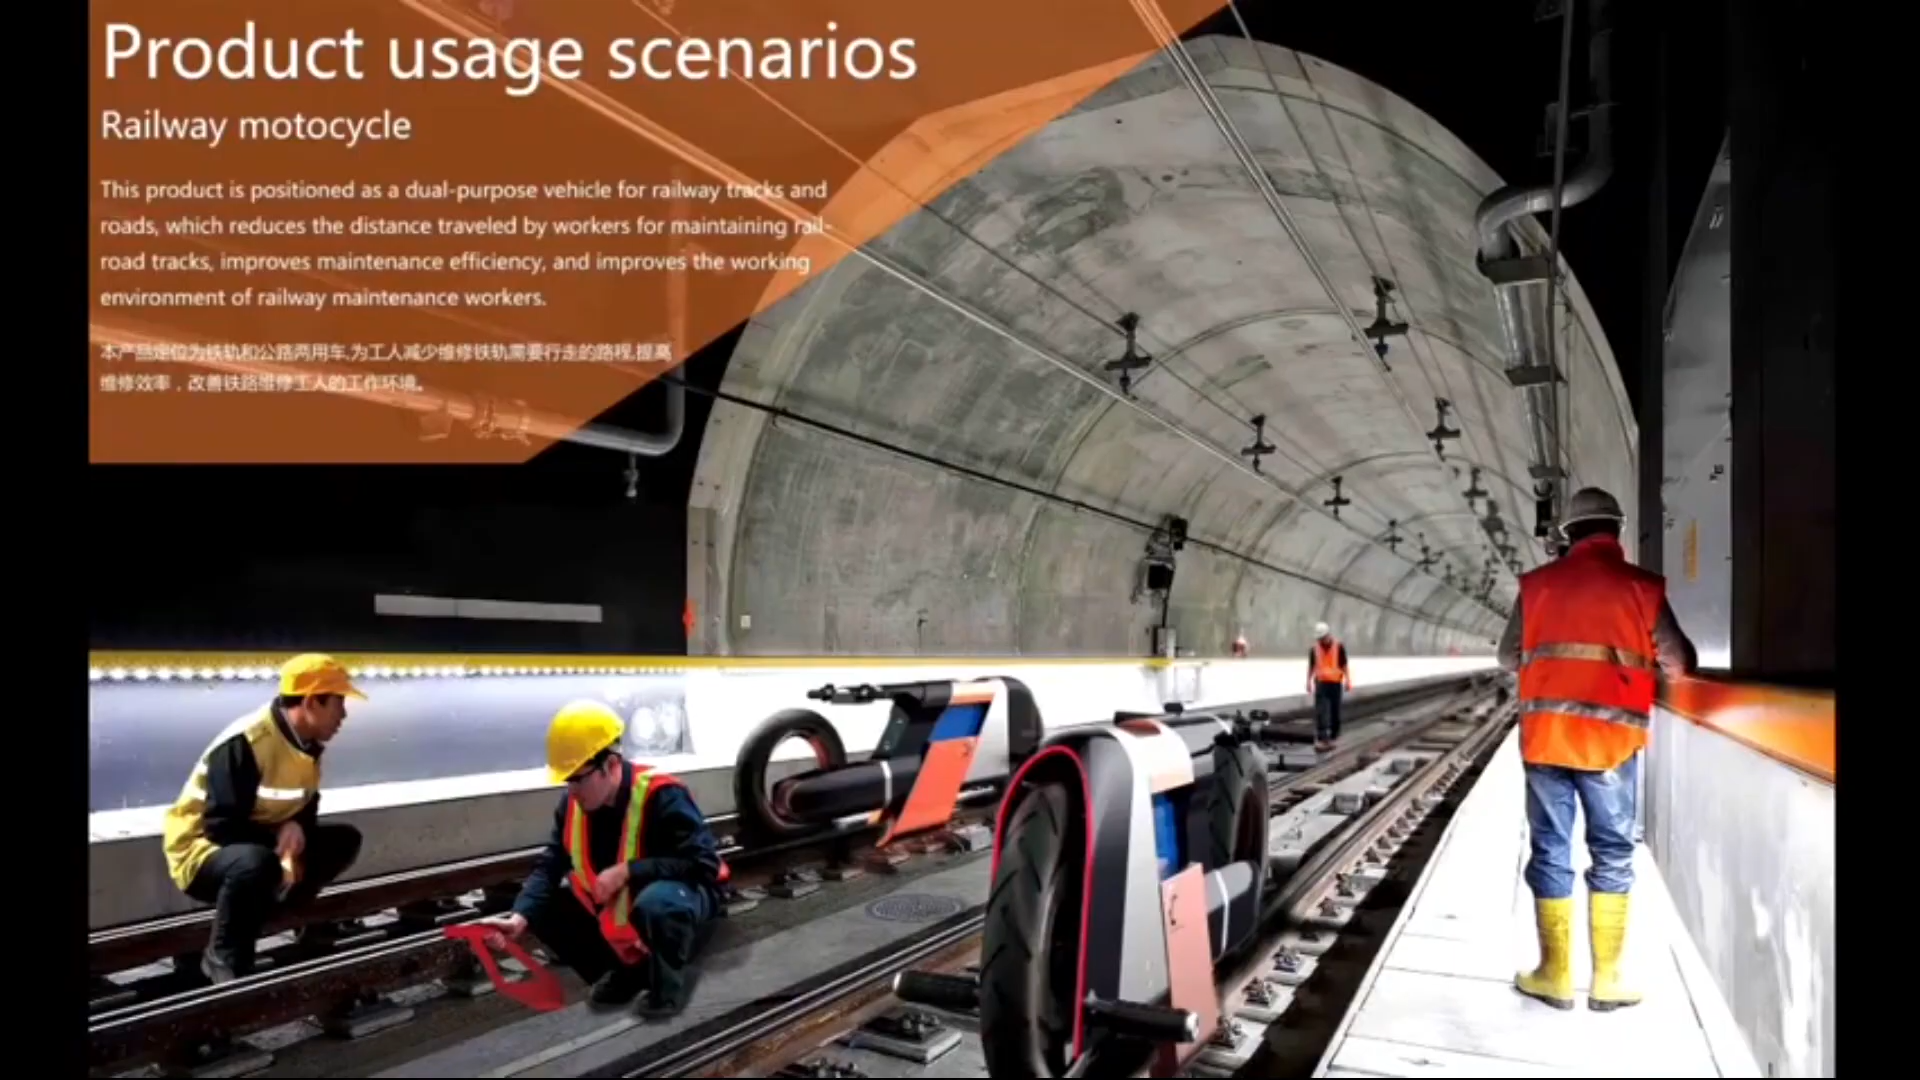 Product usage scenarios
Railway motocycle
This product is positioned as a dual-purpose vehicle for railway tracks and
roads, which reduces the distance traveled by workers for maintaining rail-
road tracks, improves maintenance efficiency, and improves the working
environment of railway maintenance workers.
本产品定位为铁轨和公路两用车,为工人减少维修铁轨需要行走的路程,提高
维修效率，改善铁路维修工人的工作环境。